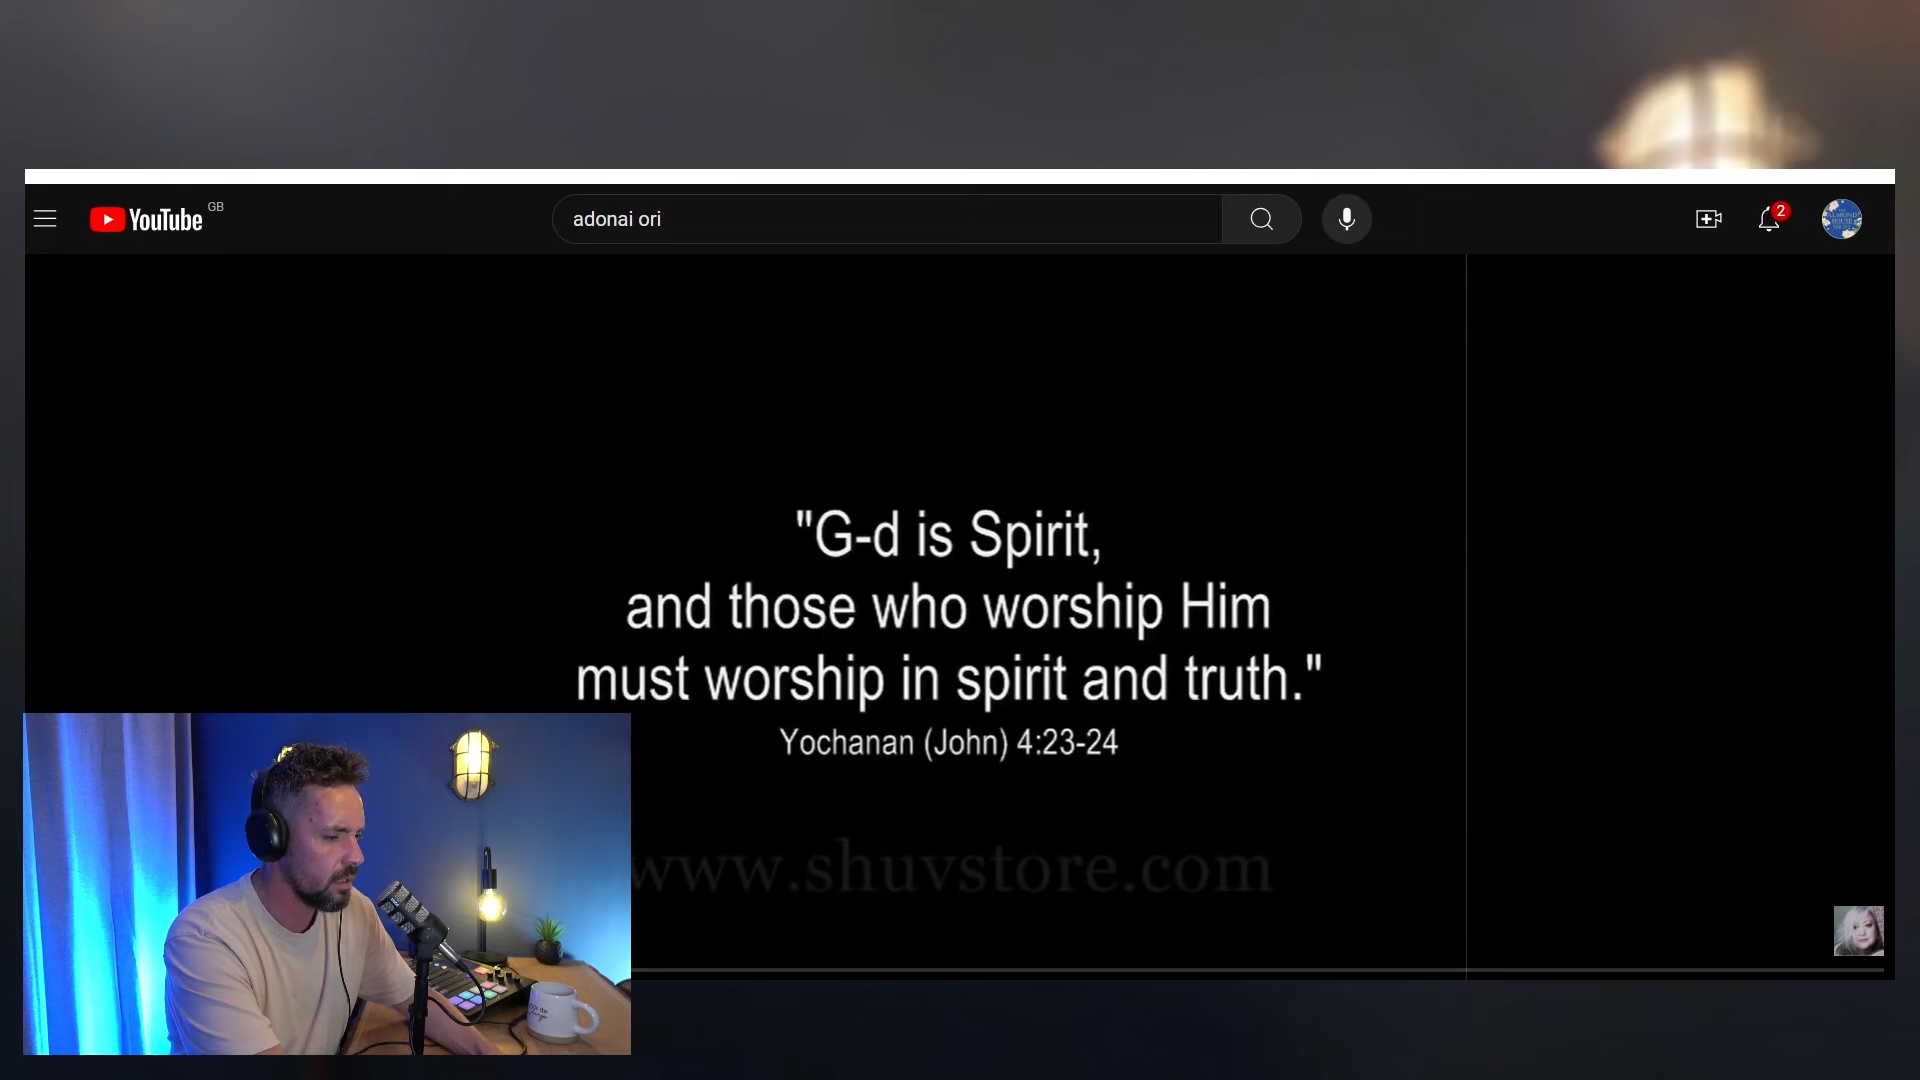 YouTube GB
adonai ori
2
"G-d is Spirit,
and those who worship Him
must worship in spirit and truth."
Yochanan (John) 4:23-24
www.shuvstore.com